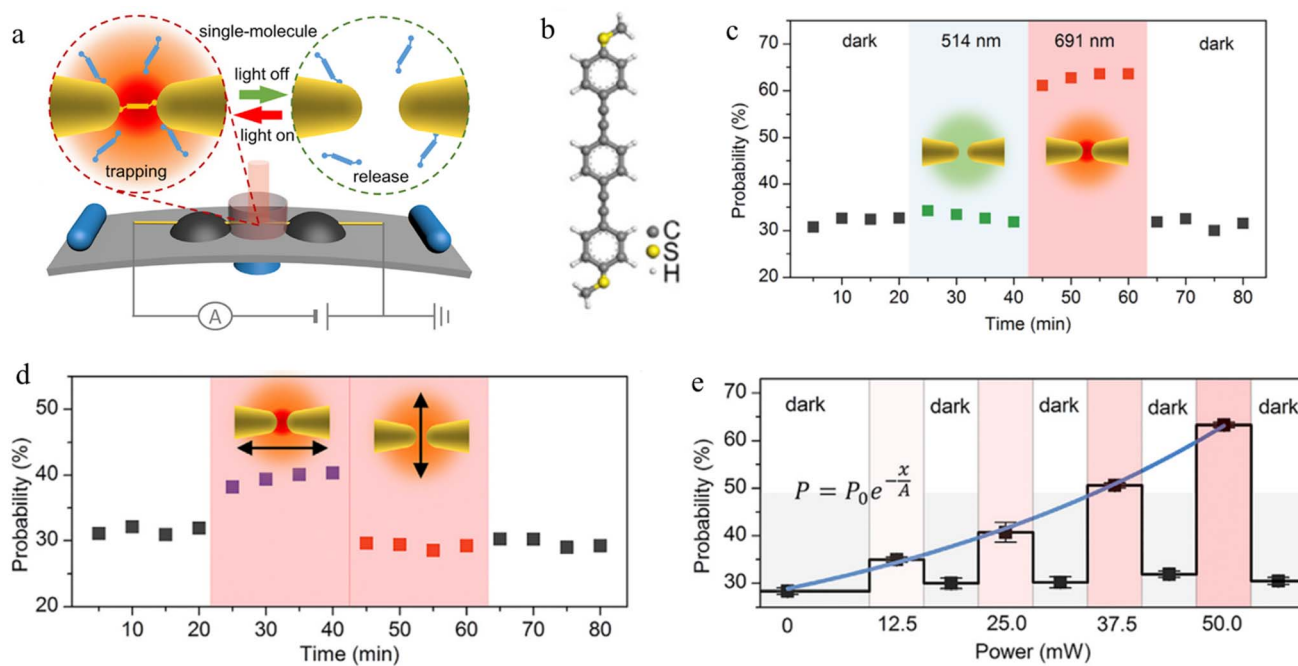 a
single-molecule
light off
light on
trapping
release
A
b
C
S
H
c
Probability (%)
70
60
50
40
30
20
dark
514 nm
691 nm
dark
10 20 30 40 50 60 70 80
Time (min)
d
Probability (%)
50
40
30
20
10 20 30 40 50 60 70 80
Time (min)
e
Probability (%)
70
60
50
40
30
dark
dark
dark
dark
dark
P = P₀e^{-x/A}
0 12.5 25.0 37.5 50.0
Power (mW)